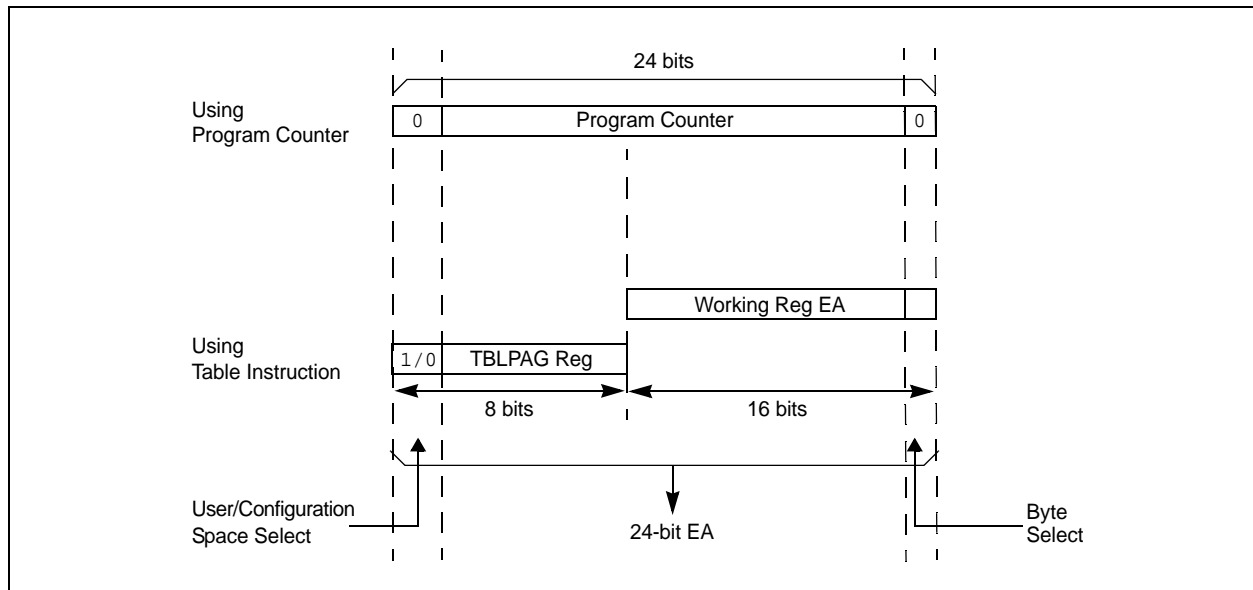 24 bits
Using
Program Counter
0
Program Counter
0
Working Reg EA
Using
Table Instruction
1/0
TBLPAG Reg
8 bits
16 bits
User/Configuration
Space Select
24-bit EA
Byte
Select